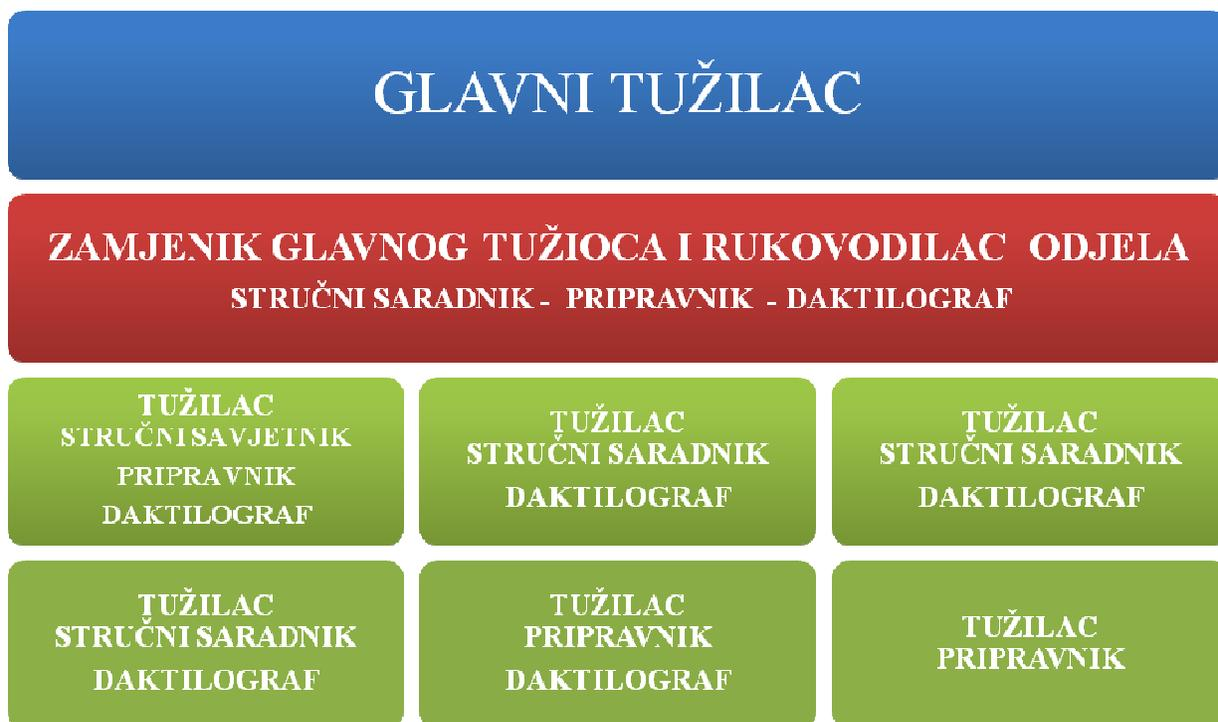 GLAVNI TUŽILAC
ZAMJENIK GLAVNOG TUŽIOCA I RUKOVODILAC ODJELA
STRUČNI SARADNIK - PRIPRAVNIK - DAKTILOGRAF
TUŽILAC
STRUČNI SAVJETNIK
PRIPRAVNIK
DAKTILOGRAF
TUŽILAC
STRUČNI SARADNIK
DAKTILOGRAF
TUŽILAC
STRUČNI SARADNIK
DAKTILOGRAF
TUŽILAC
STRUČNI SARADNIK
DAKTILOGRAF
TUŽILAC
PRIPRAVNIK
DAKTILOGRAF
TUŽILAC
PRIPRAVNIK